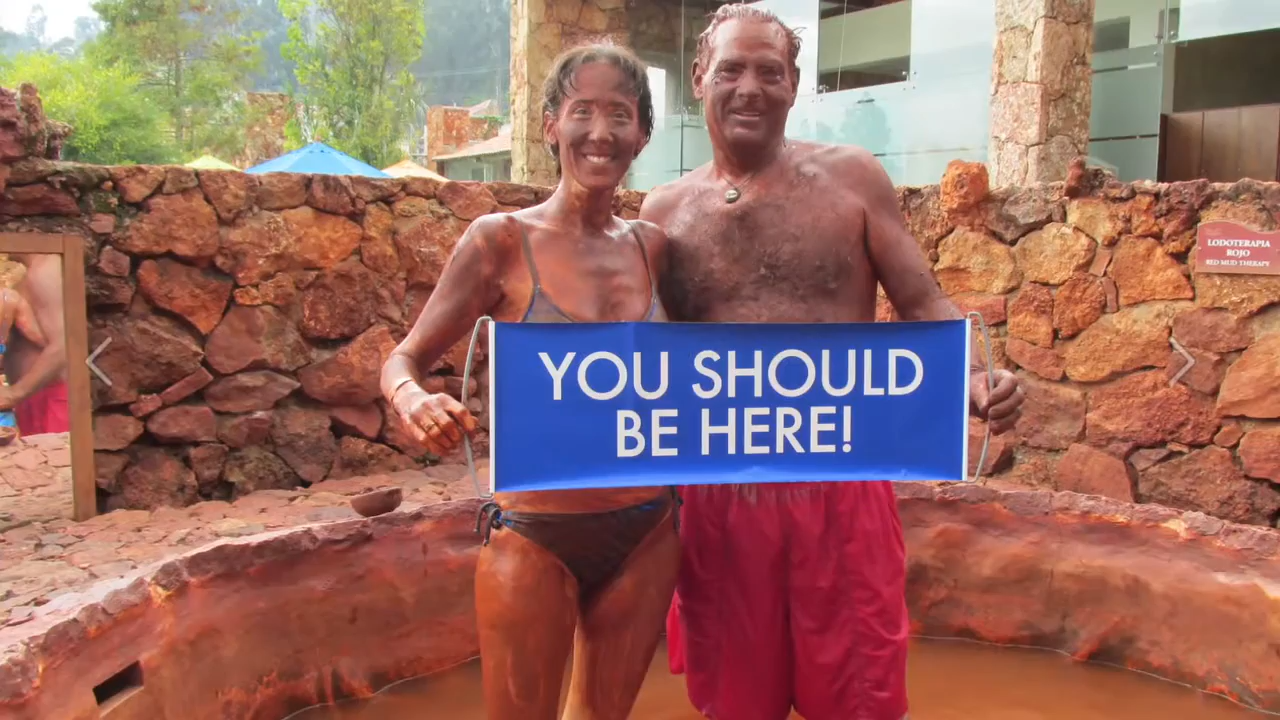 YOU SHOULD
BE HERE!
LODOTERAPIA
ROJO
RED MUD THERAPY